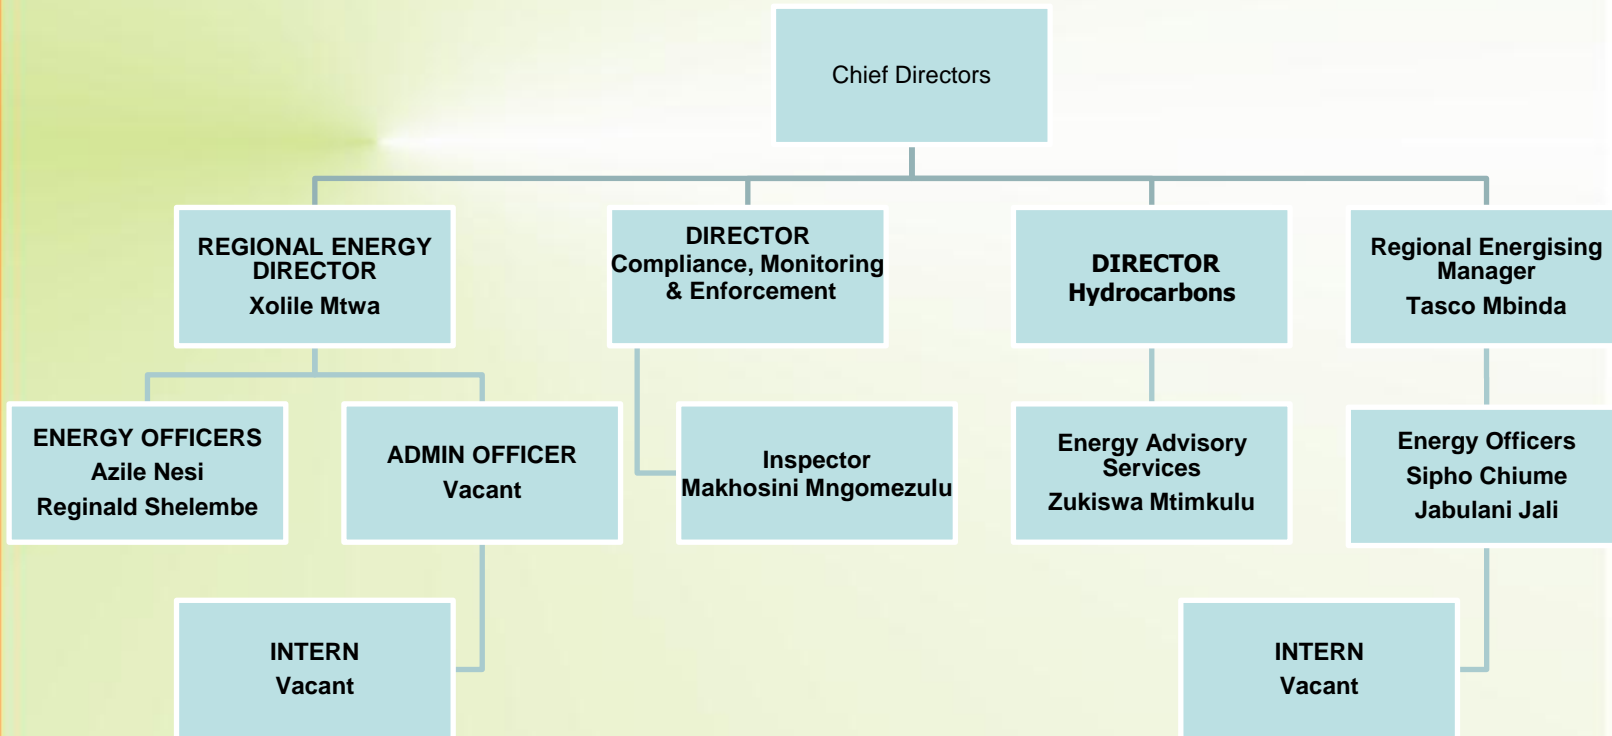 Chief Directors
REGIONAL ENERGY
DIRECTOR
Xolile Mtwa
DIRECTOR
Compliance, Monitoring
& Enforcement
DIRECTOR
Hydrocarbons
Regional Energising
Manager
Tasco Mbinda
ENERGY OFFICERS
Azile Nesi
Reginald Shelembe
ADMIN OFFICER
Vacant
Inspector
Makhosini Mngomezulu
Energy Advisory
Services
Zukiswa Mtimkulu
Energy Officers
Sipho Chiume
Jabulani Jali
INTERN
Vacant
INTERN
Vacant